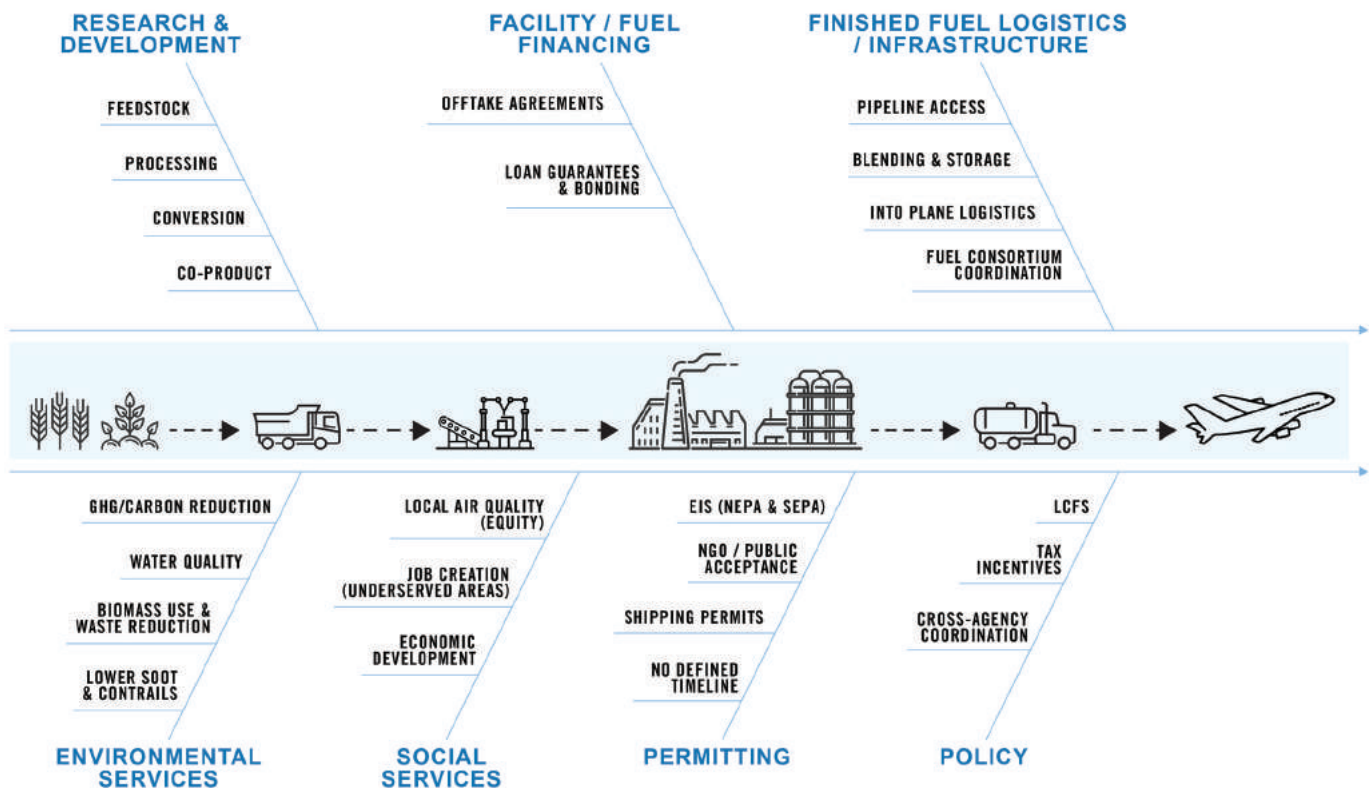 RESEARCH &
DEVELOPMENT
FEEDSTOCK
PROCESSING
CONVERSION
CO-PRODUCT
FACILITY / FUEL
FINANCING
OFFTAKE AGREEMENTS
LOAN GUARANTEES
& BONDING
FINISHED FUEL LOGISTICS
/ INFRASTRUCTURE
PIPELINE ACCESS
BLENDING & STORAGE
INTO PLANE LOGISTICS
FUEL CONSORTIUM
COORDINATION
GHG/CARBON REDUCTION
WATER QUALITY
BIOMASS USE &
WASTE REDUCTION
LOWER SOOT
& CONTRAILS
ENVIRONMENTAL
SERVICES
LOCAL AIR QUALITY
(EQUITY)
JOB CREATION
(UNDERSERVED AREAS)
ECONOMIC
DEVELOPMENT
SOCIAL
SERVICES
EIS (NEPA & SEPA)
NGO / PUBLIC
ACCEPTANCE
SHIPPING PERMITS
NO DEFINED
TIMELINE
PERMITTING
LCFS
TAX
INCENTIVES
CROSS-AGENCY
COORDINATION
POLICY